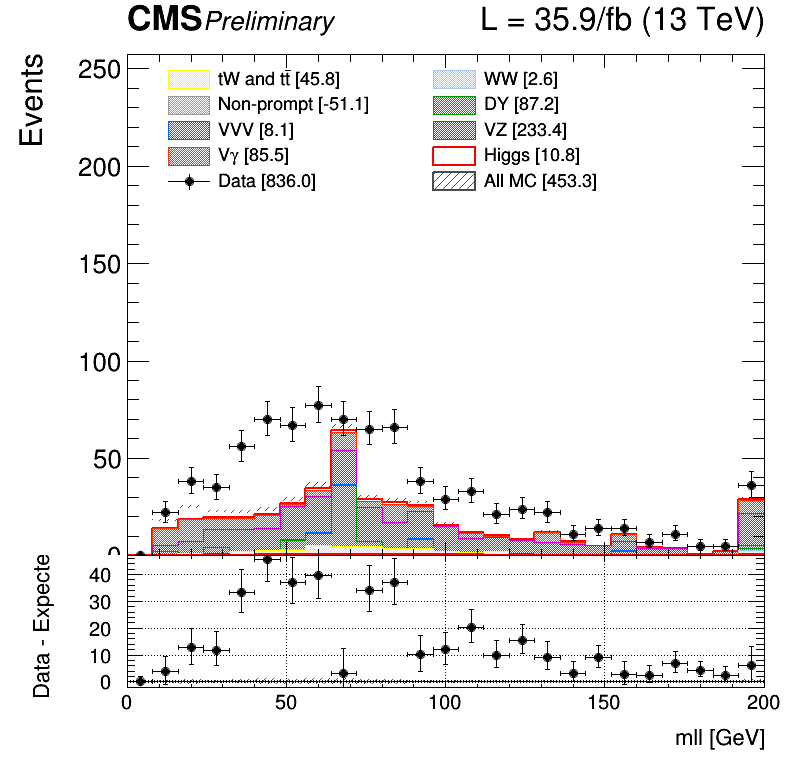 CMS Preliminary L = 35.9/fb (13 TeV)
Events
250
200
150
100
50
0
tW and tt̄ [45.8]
Non-prompt [-51.1]
VVV [8.1]
Vγ [85.5]
Data [836.0]
WW [2.6]
DY [87.2]
VZ [233.4]
Higgs [10.8]
All MC [453.3]
Data - Expecte
40
30
20
10
0
0 50 100 150 200
mll [GeV]